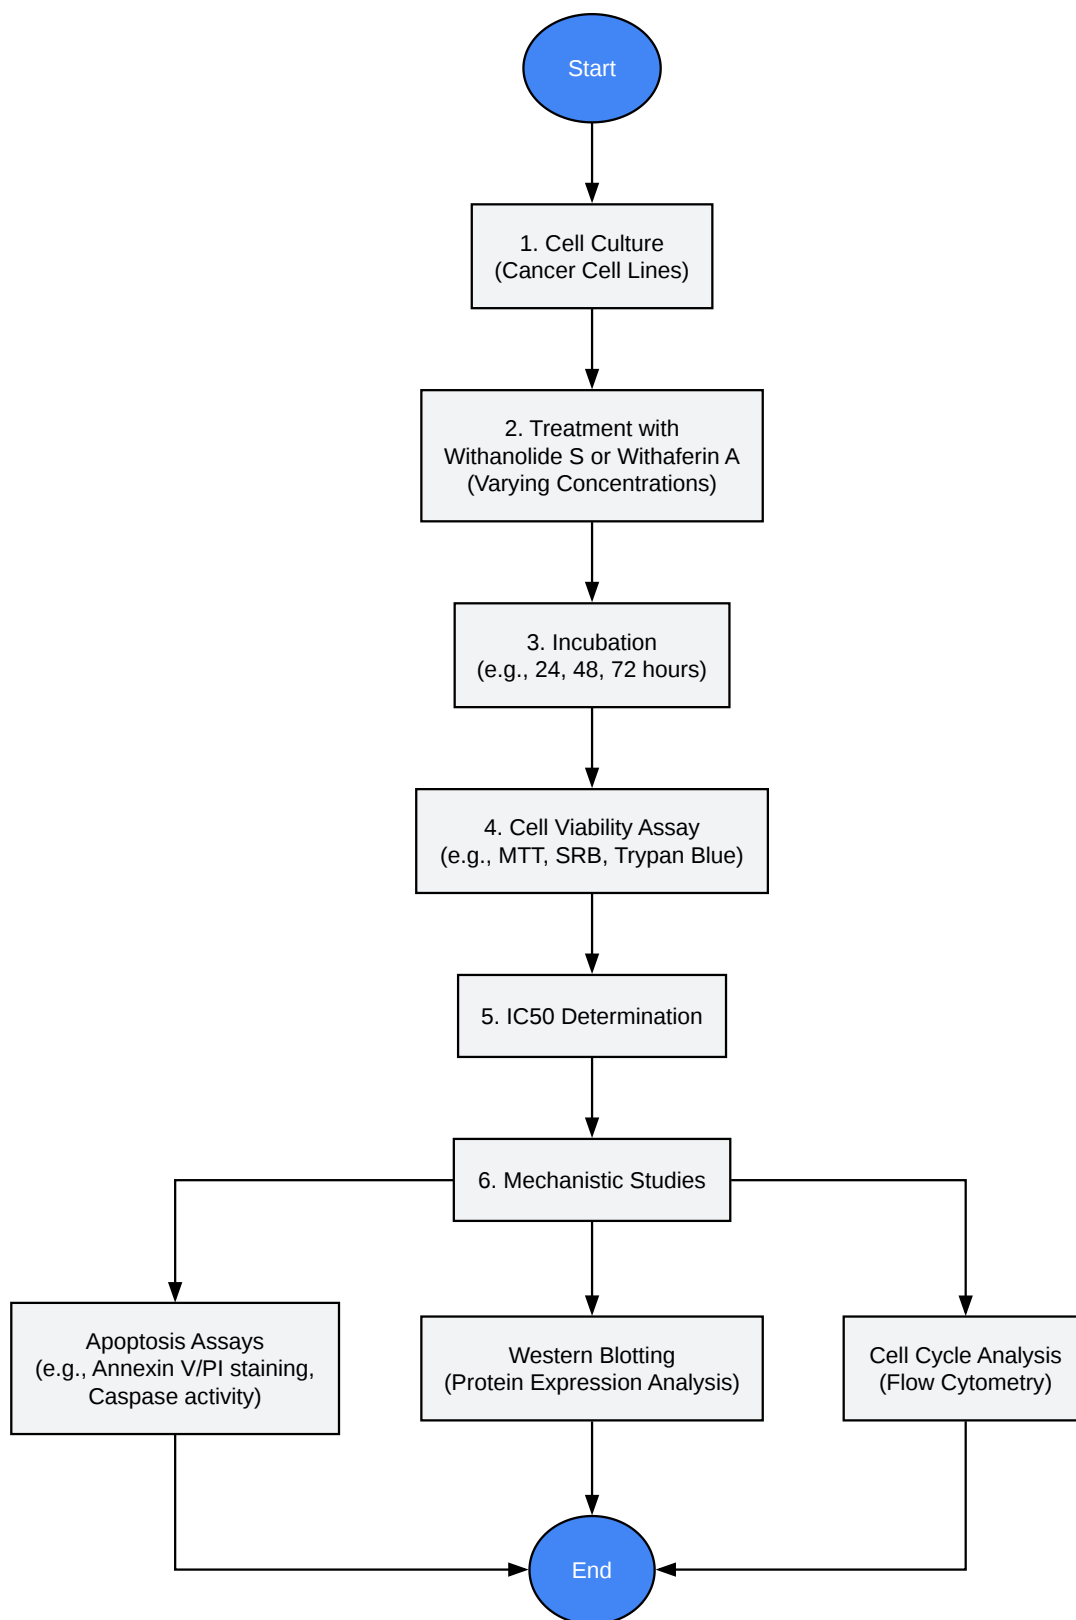 Start
1. Cell Culture
(Cancer Cell Lines)
2. Treatment with
Withanolide S or Withaferin A
(Varying Concentrations)
3. Incubation
(e.g., 24, 48, 72 hours)
4. Cell Viability Assay
(e.g., MTT, SRB, Trypan Blue)
5. IC50 Determination
6. Mechanistic Studies
Apoptosis Assays
(e.g., Annexin V/PI staining,
Caspase activity)
Western Blotting
(Protein Expression Analysis)
Cell Cycle Analysis
(Flow Cytometry)
End